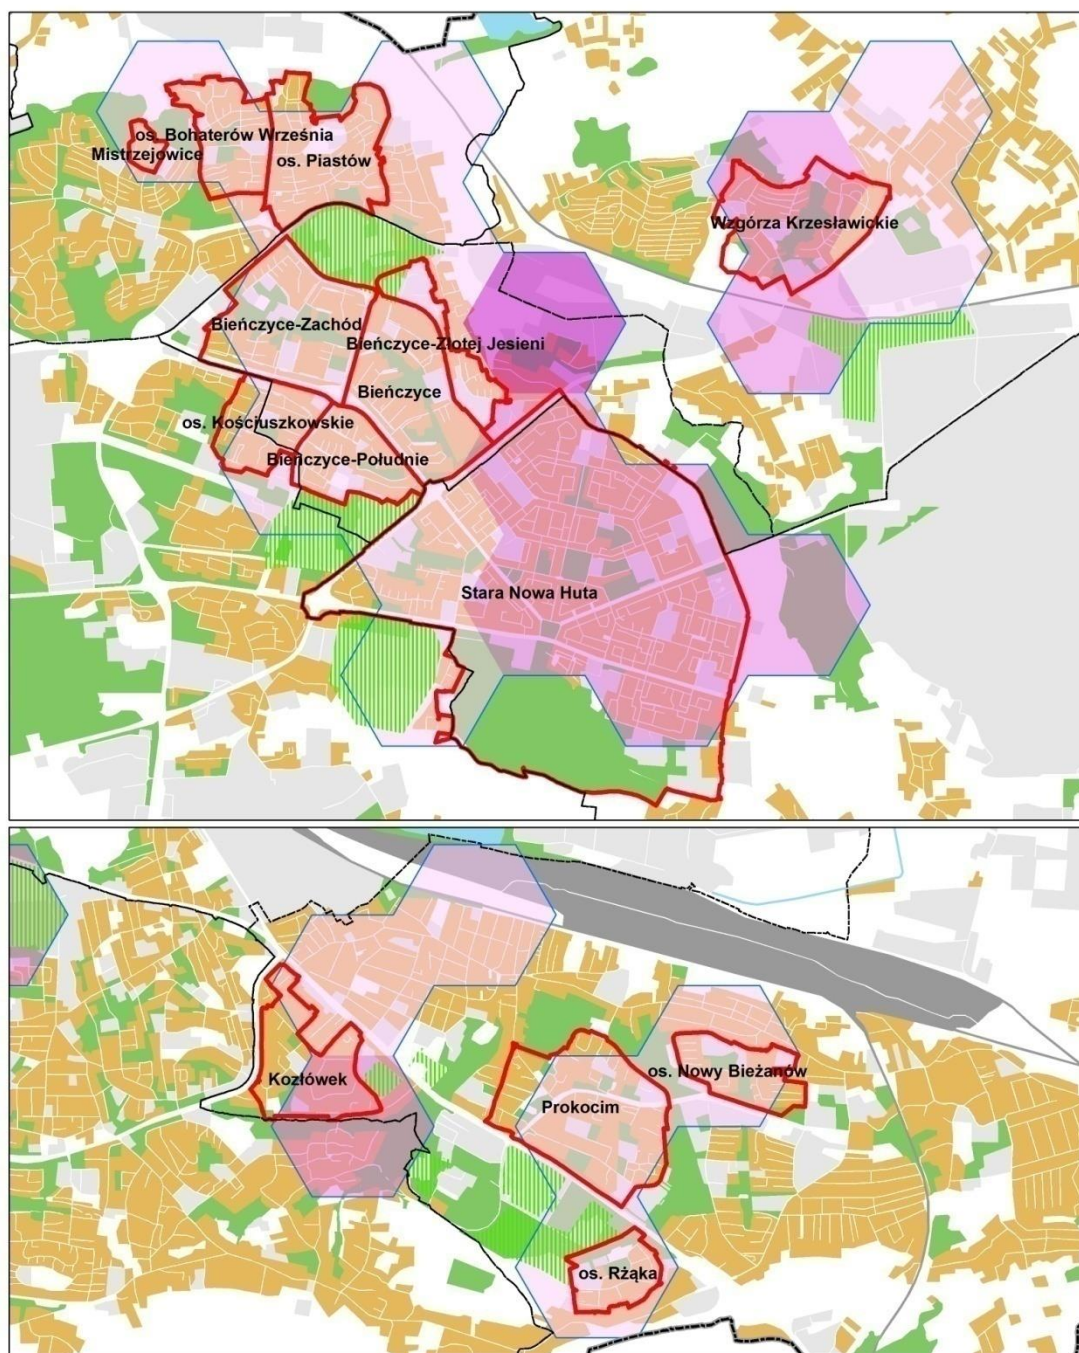 os. Bohaterów Września
Mistrzejowice
os. Piastów
Wzgórza Krzesławickie
Bieńczyce-Zachód
Bieńczyce-Złotej Jesieni
Bieńczyce
os. Kościuszkowskie
Bieńczyce-Południe
Stara Nowa Huta
Kozłówek
os. Nowy Bieżanów
Prokocim
os. Rżąka